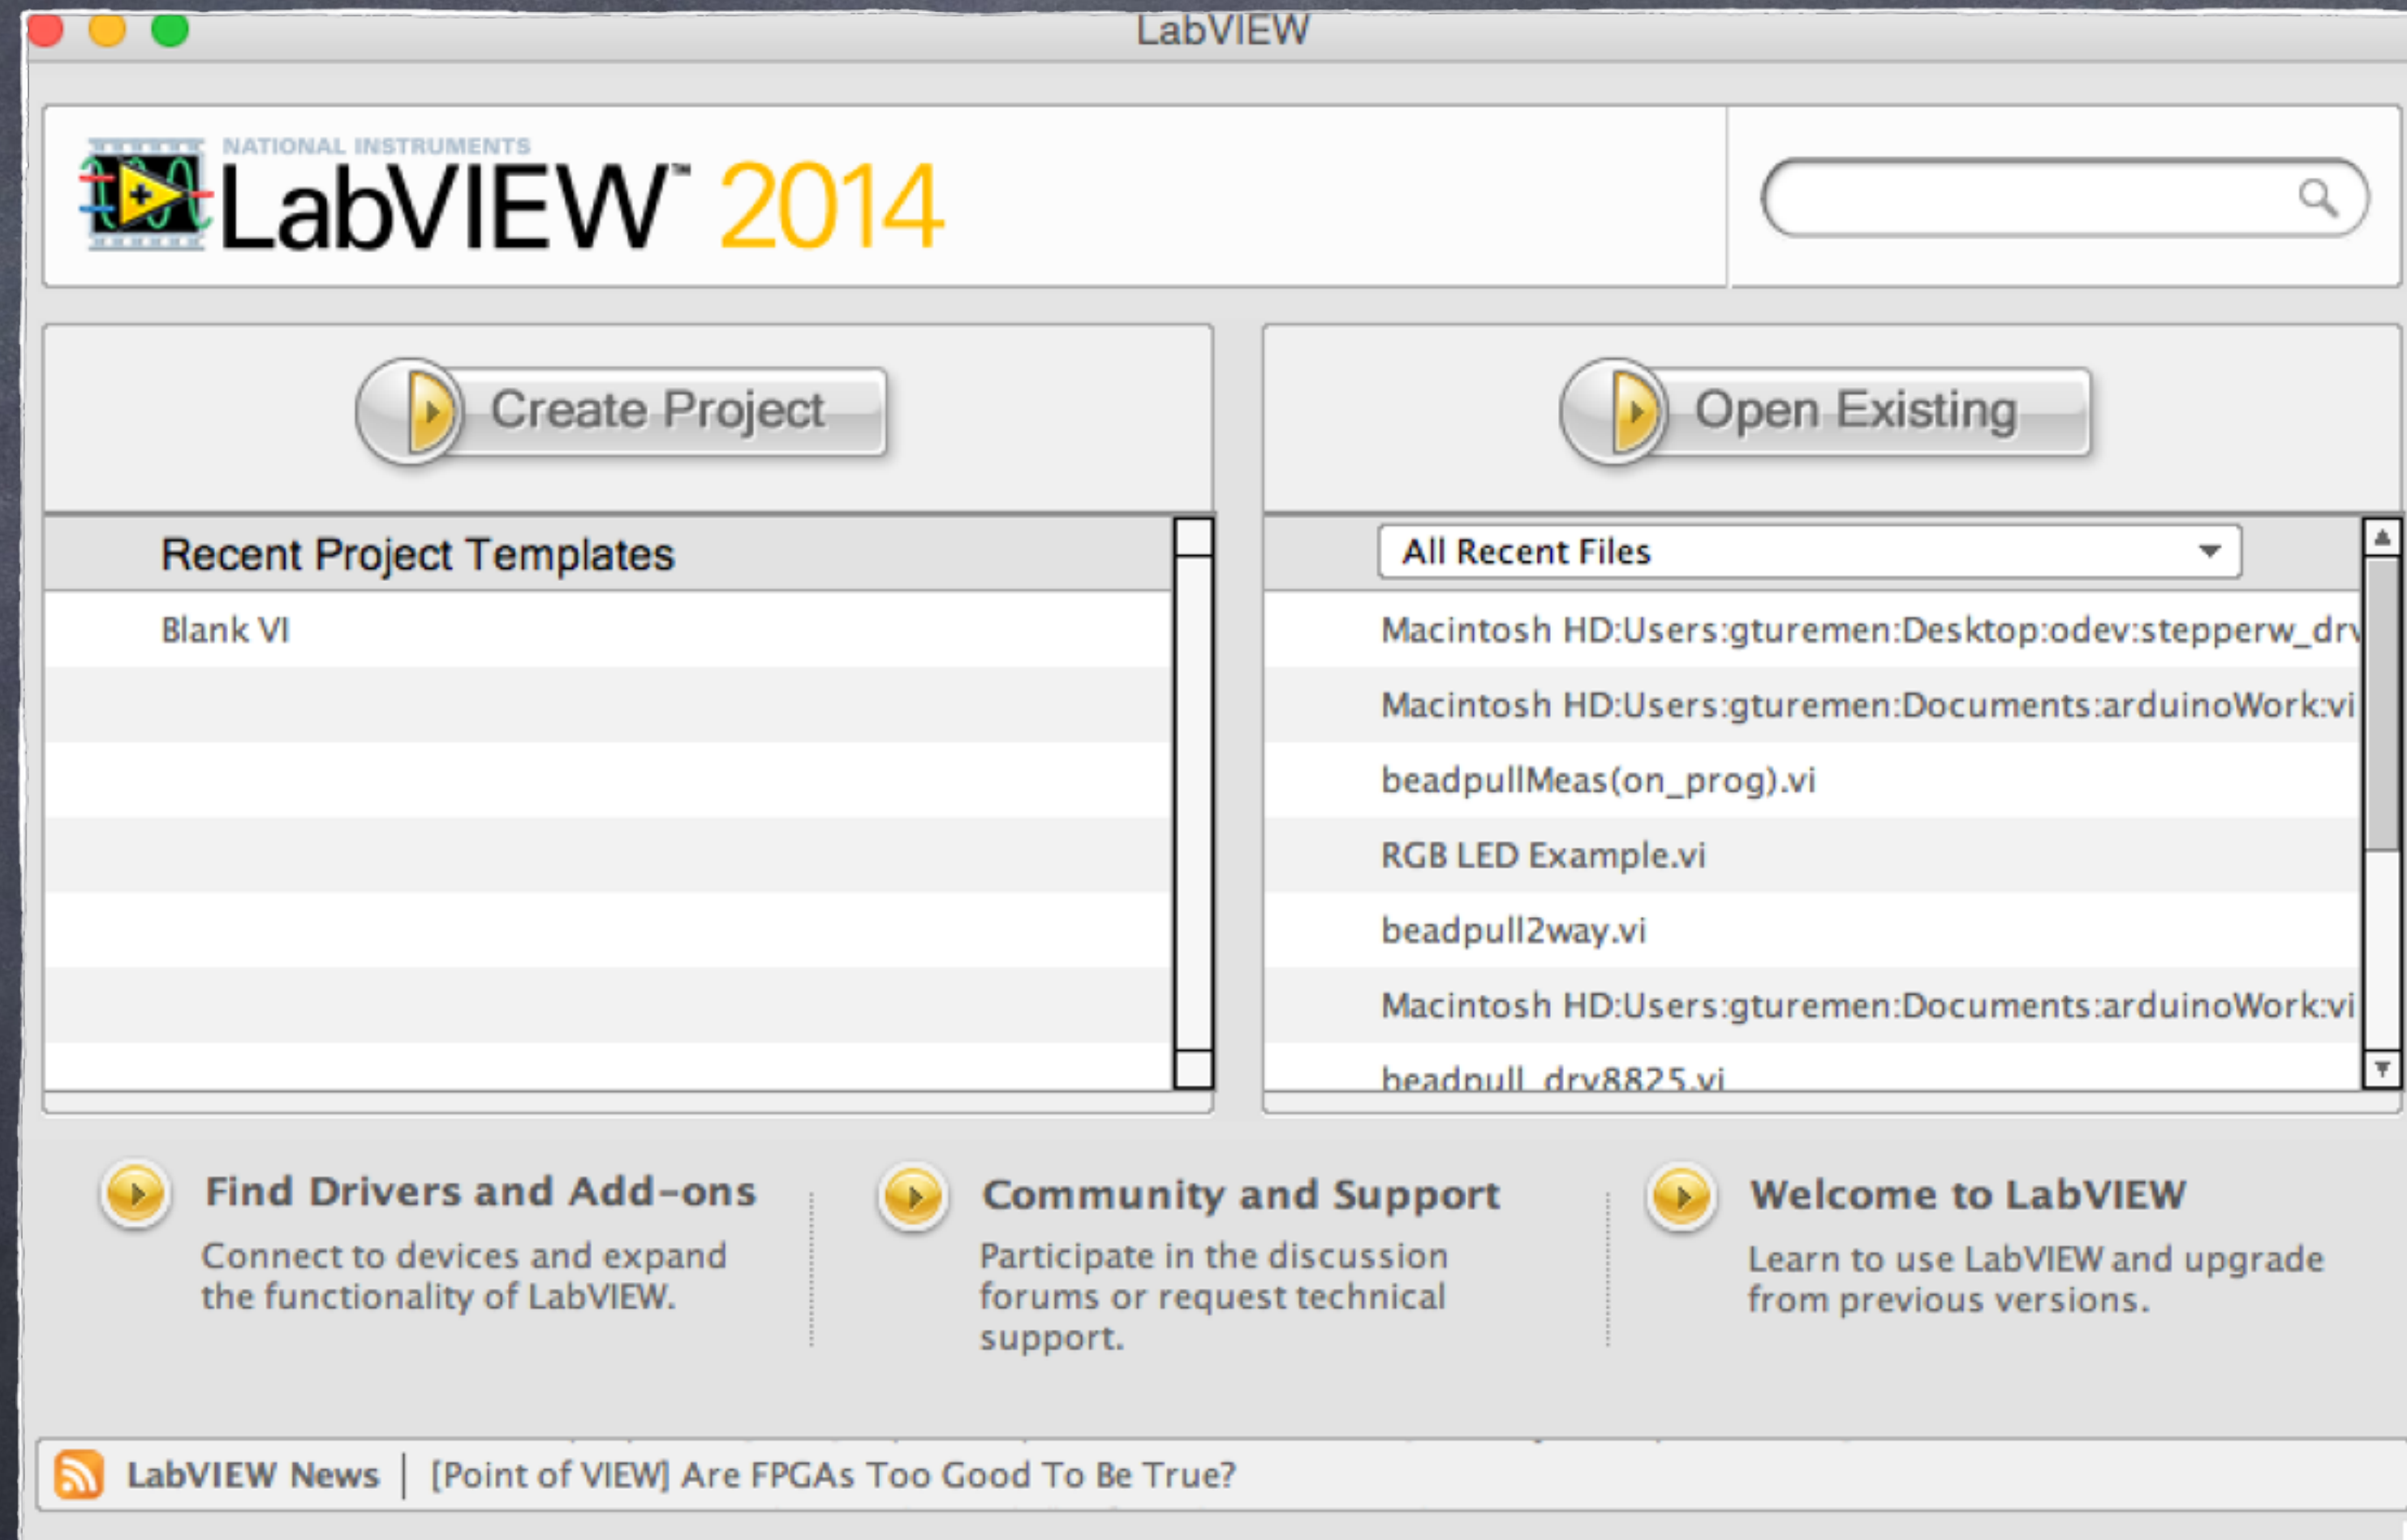 LabVIEW
NATIONAL INSTRUMENTS
LabVIEW™ 2014
Create Project
Open Existing
Recent Project Templates
Blank VI
All Recent Files
Macintosh HD:Users:gturemen:Desktop:odev:stepperw_drv
Macintosh HD:Users:gturemen:Documents:arduinoWork:vi
beadpullMeas(on_prog).vi
RGB LED Example.vi
beadpull2way.vi
Macintosh HD:Users:gturemen:Documents:arduinoWork:vi
beadpull_drv8825.vi
Find Drivers and Add-ons
Connect to devices and expand
the functionality of LabVIEW.
Community and Support
Participate in the discussion
forums or request technical
support.
Welcome to LabVIEW
Learn to use LabVIEW and upgrade
from previous versions.
LabVIEW News | [Point of VIEW] Are FPGAs Too Good To Be True?